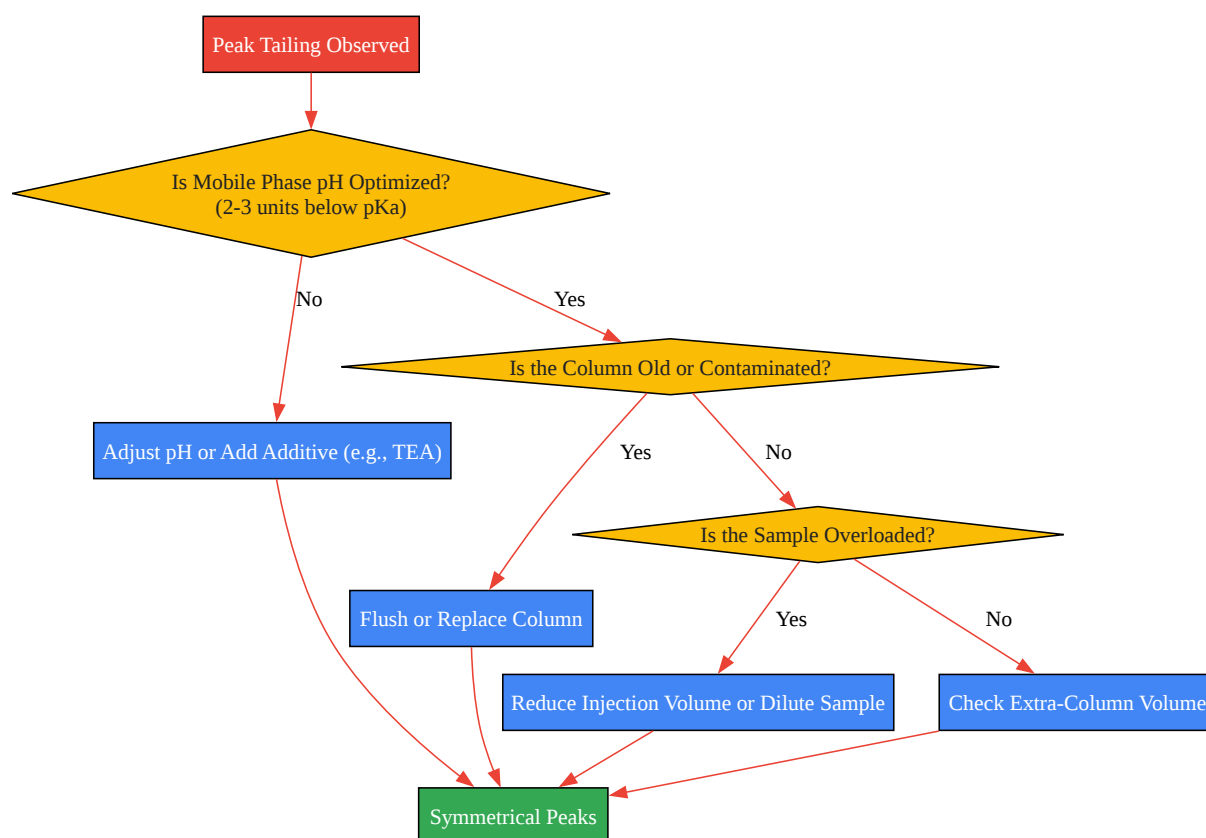 Peak Tailing Observed
Is Mobile Phase pH Optimized?
(2-3 units below pKa)
No
Yes
Is the Column Old or Contaminated?
Adjust pH or Add Additive (e.g., TEA)
Yes
No
Is the Sample Overloaded?
Flush or Replace Column
Yes
No
Reduce Injection Volume or Dilute Sample
Check Extra-Column Volume
Symmetrical Peaks